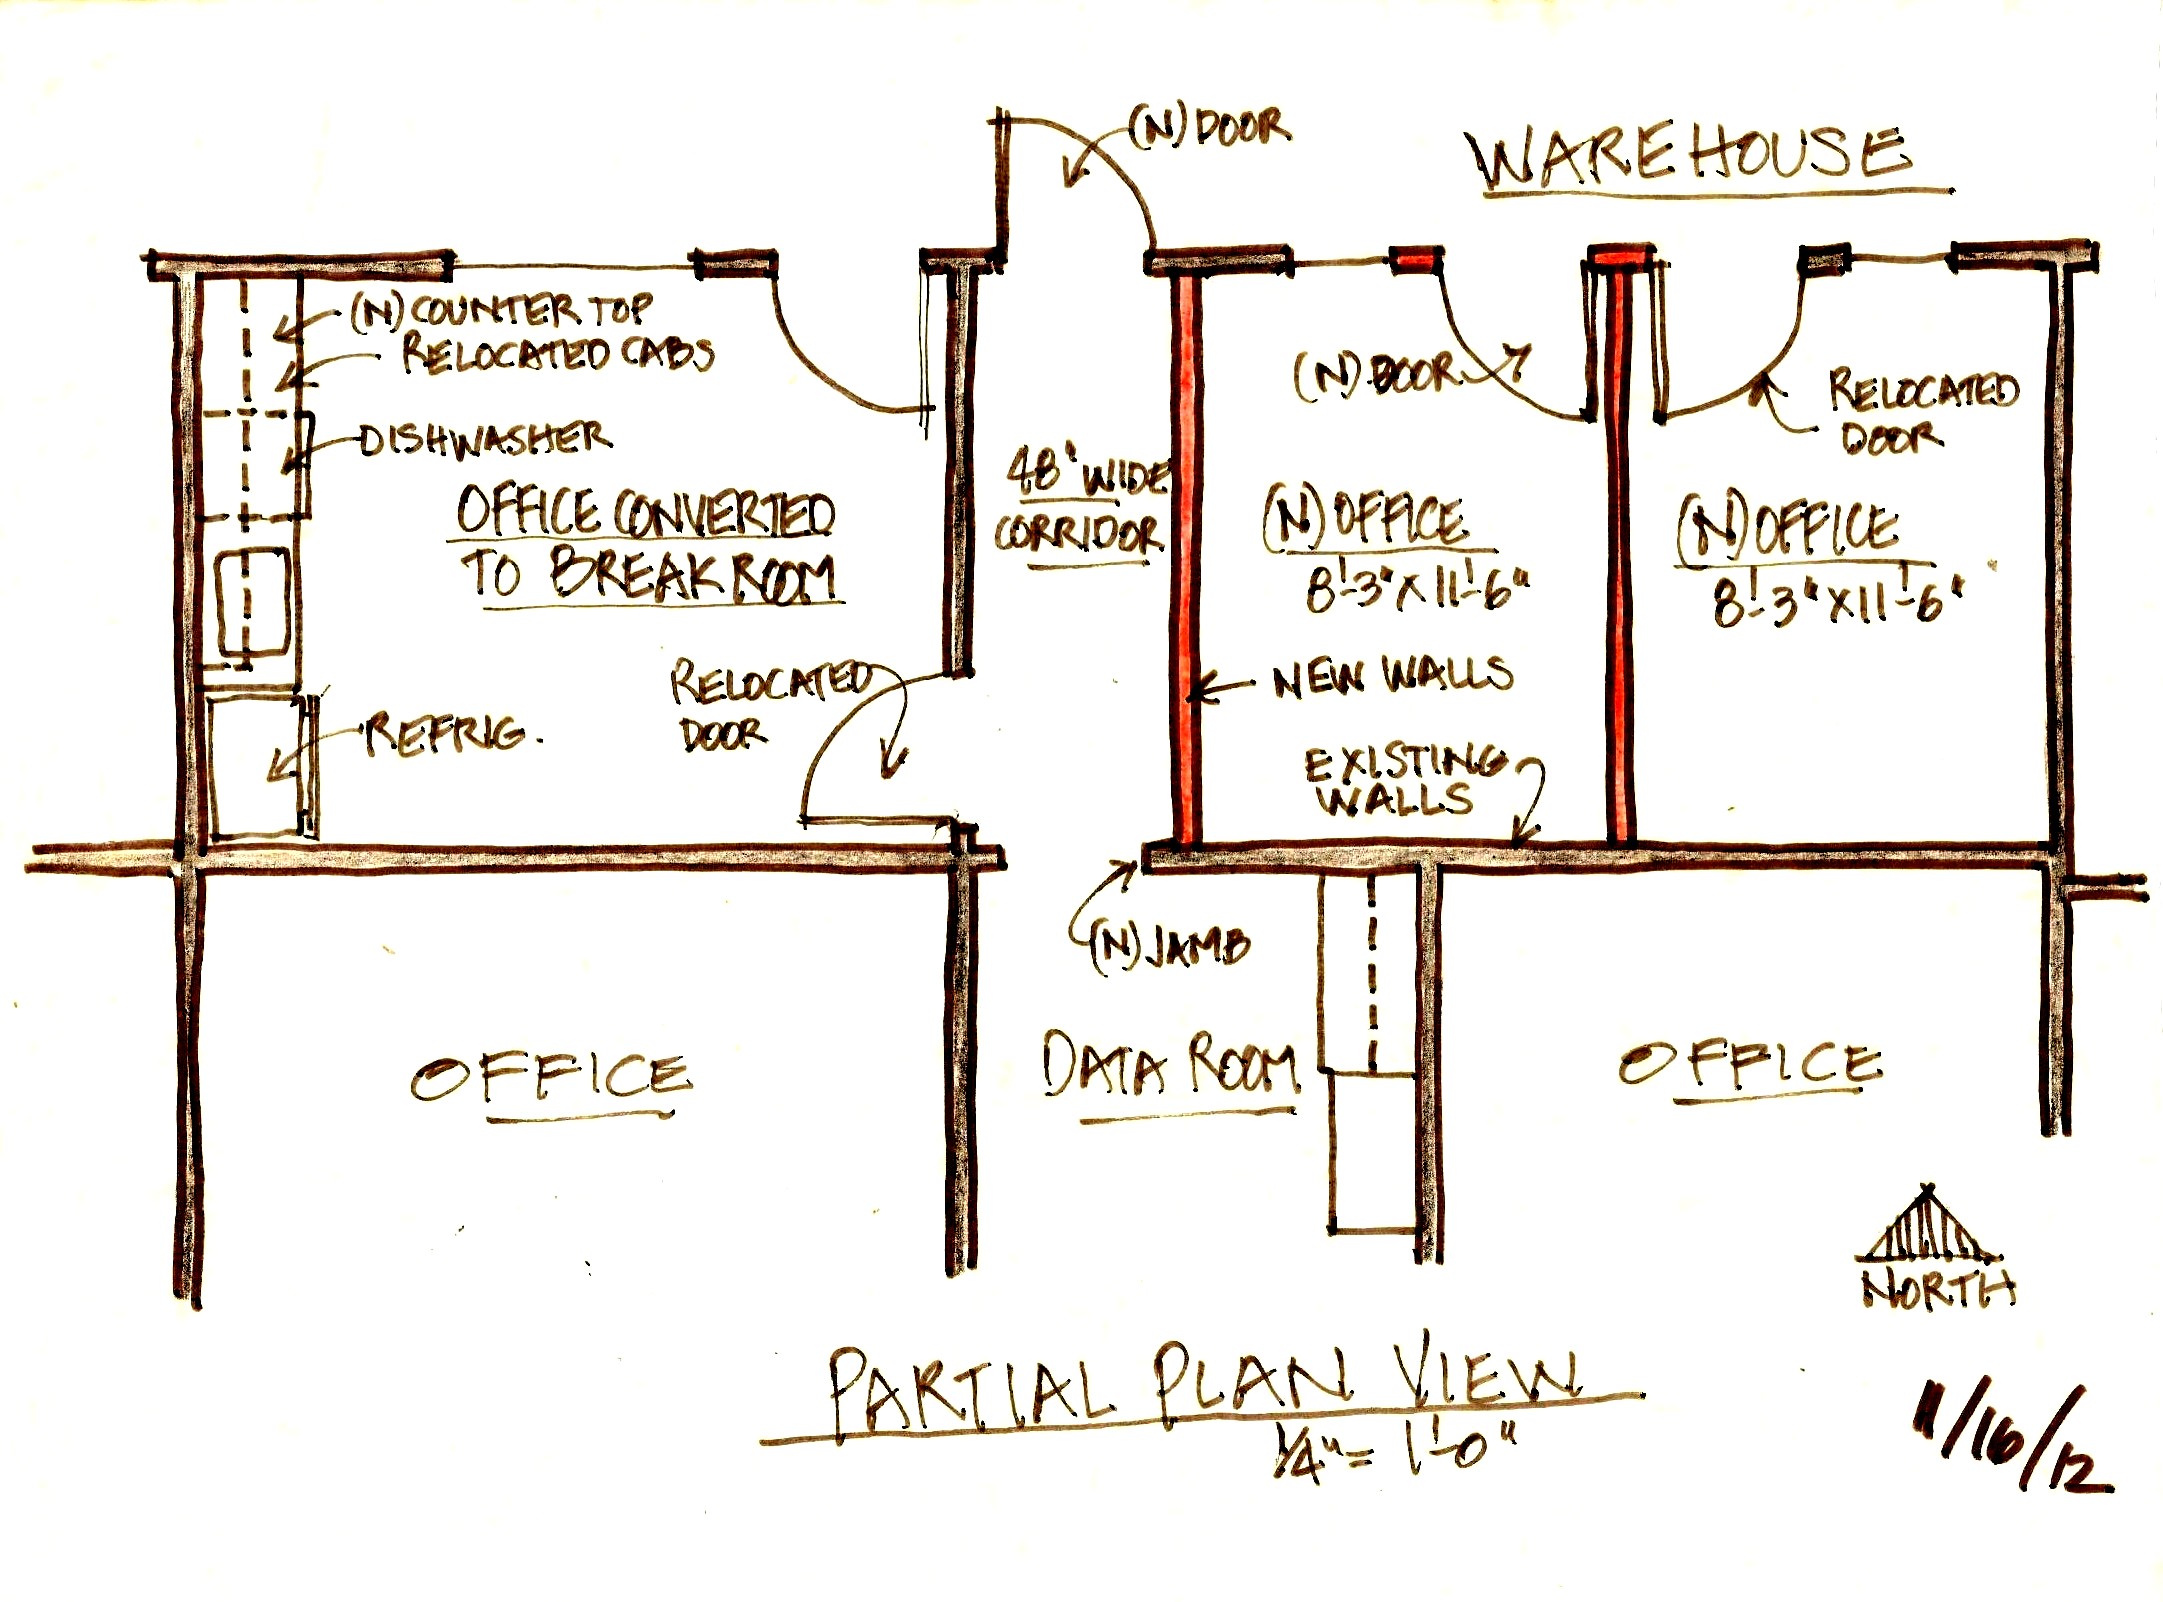 (N) DOOR
WAREHOUSE
(N) COUNTER TOP
RELOCATED CABS
DISHWASHER
OFFICE CONVERTED
TO BREAK ROOM
RELOCATED
DOOR
REFRIG.
48" WIDE
CORRIDOR
(N) DOOR
RELOCATED
DOOR
(N) OFFICE
8'-3" X 11'-6"
(N) OFFICE
8'-3" X 11'-6"
NEW WALLS
EXISTING
WALLS
(N) JAMB
OFFICE
DATA ROOM
OFFICE
NORTH
PARTIAL PLAN VIEW
1/4" = 1'-0"
11/16/12